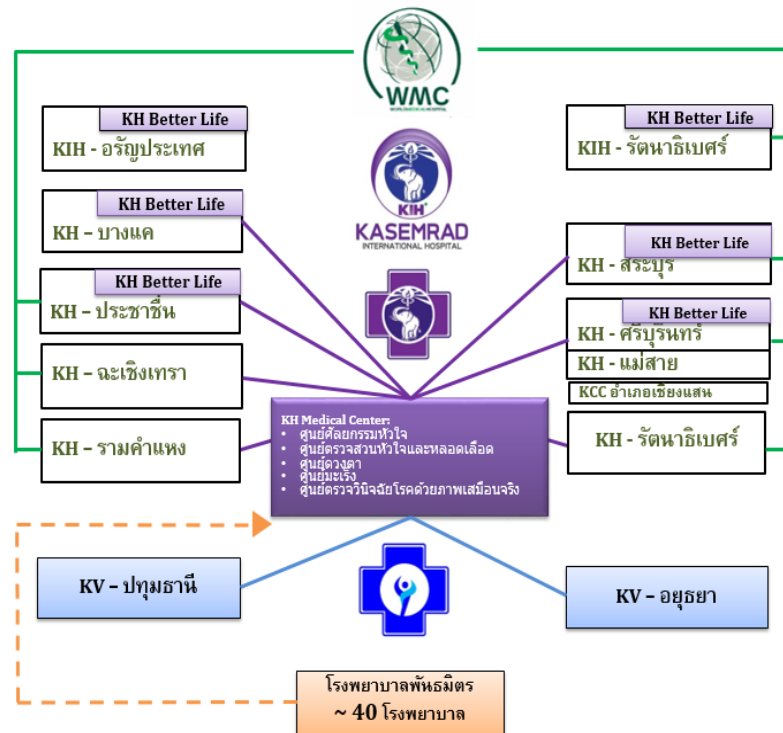 WMC
WORLD MEDICAL HOSPITAL
KH Better Life
KIH - อรัญประเทศ
KH Better Life
KH – บางแค
KH Better Life
KH – ประชาชื่น
KH – ฉะเชิงเทรา
KH – รามคำแหง
KIH
KASEMRAD
INTERNATIONAL HOSPITAL
KH Better Life
KIH - รัตนาธิเบศร์
KH Better Life
KH - สระบุรี
KH Better Life
KH - ศรีบุรินทร์
KH - แม่สาย
KCC อำเภอเชียงแสน
KH - รัตนาธิเบศร์
KH Medical Center:
• ศูนย์ศัลยกรรมหัวใจ
• ศูนย์ตรวจสวนหัวใจและหลอดเลือด
• ศูนย์ดวงตา
• ศูนย์มะเร็ง
• ศูนย์ตรวจวินิจฉัยโรคด้วยภาพเสมือนจริง
KV – ปทุมธานี
KV – อยุธยา
โรงพยาบาลพันธมิตร
~ 40 โรงพยาบาล